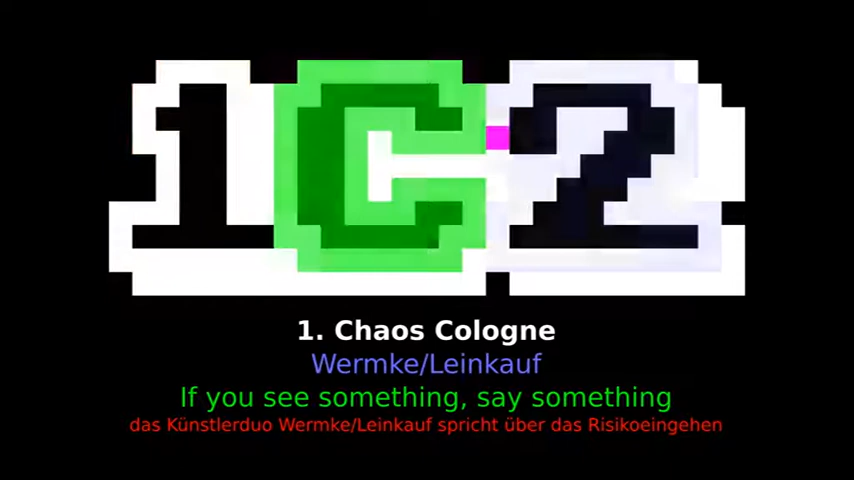 1C2
1. Chaos Cologne
Wermke/Leinkauf
If you see something, say something
das Künstlerduo Wermke/Leinkauf spricht über das Risikoeingehen